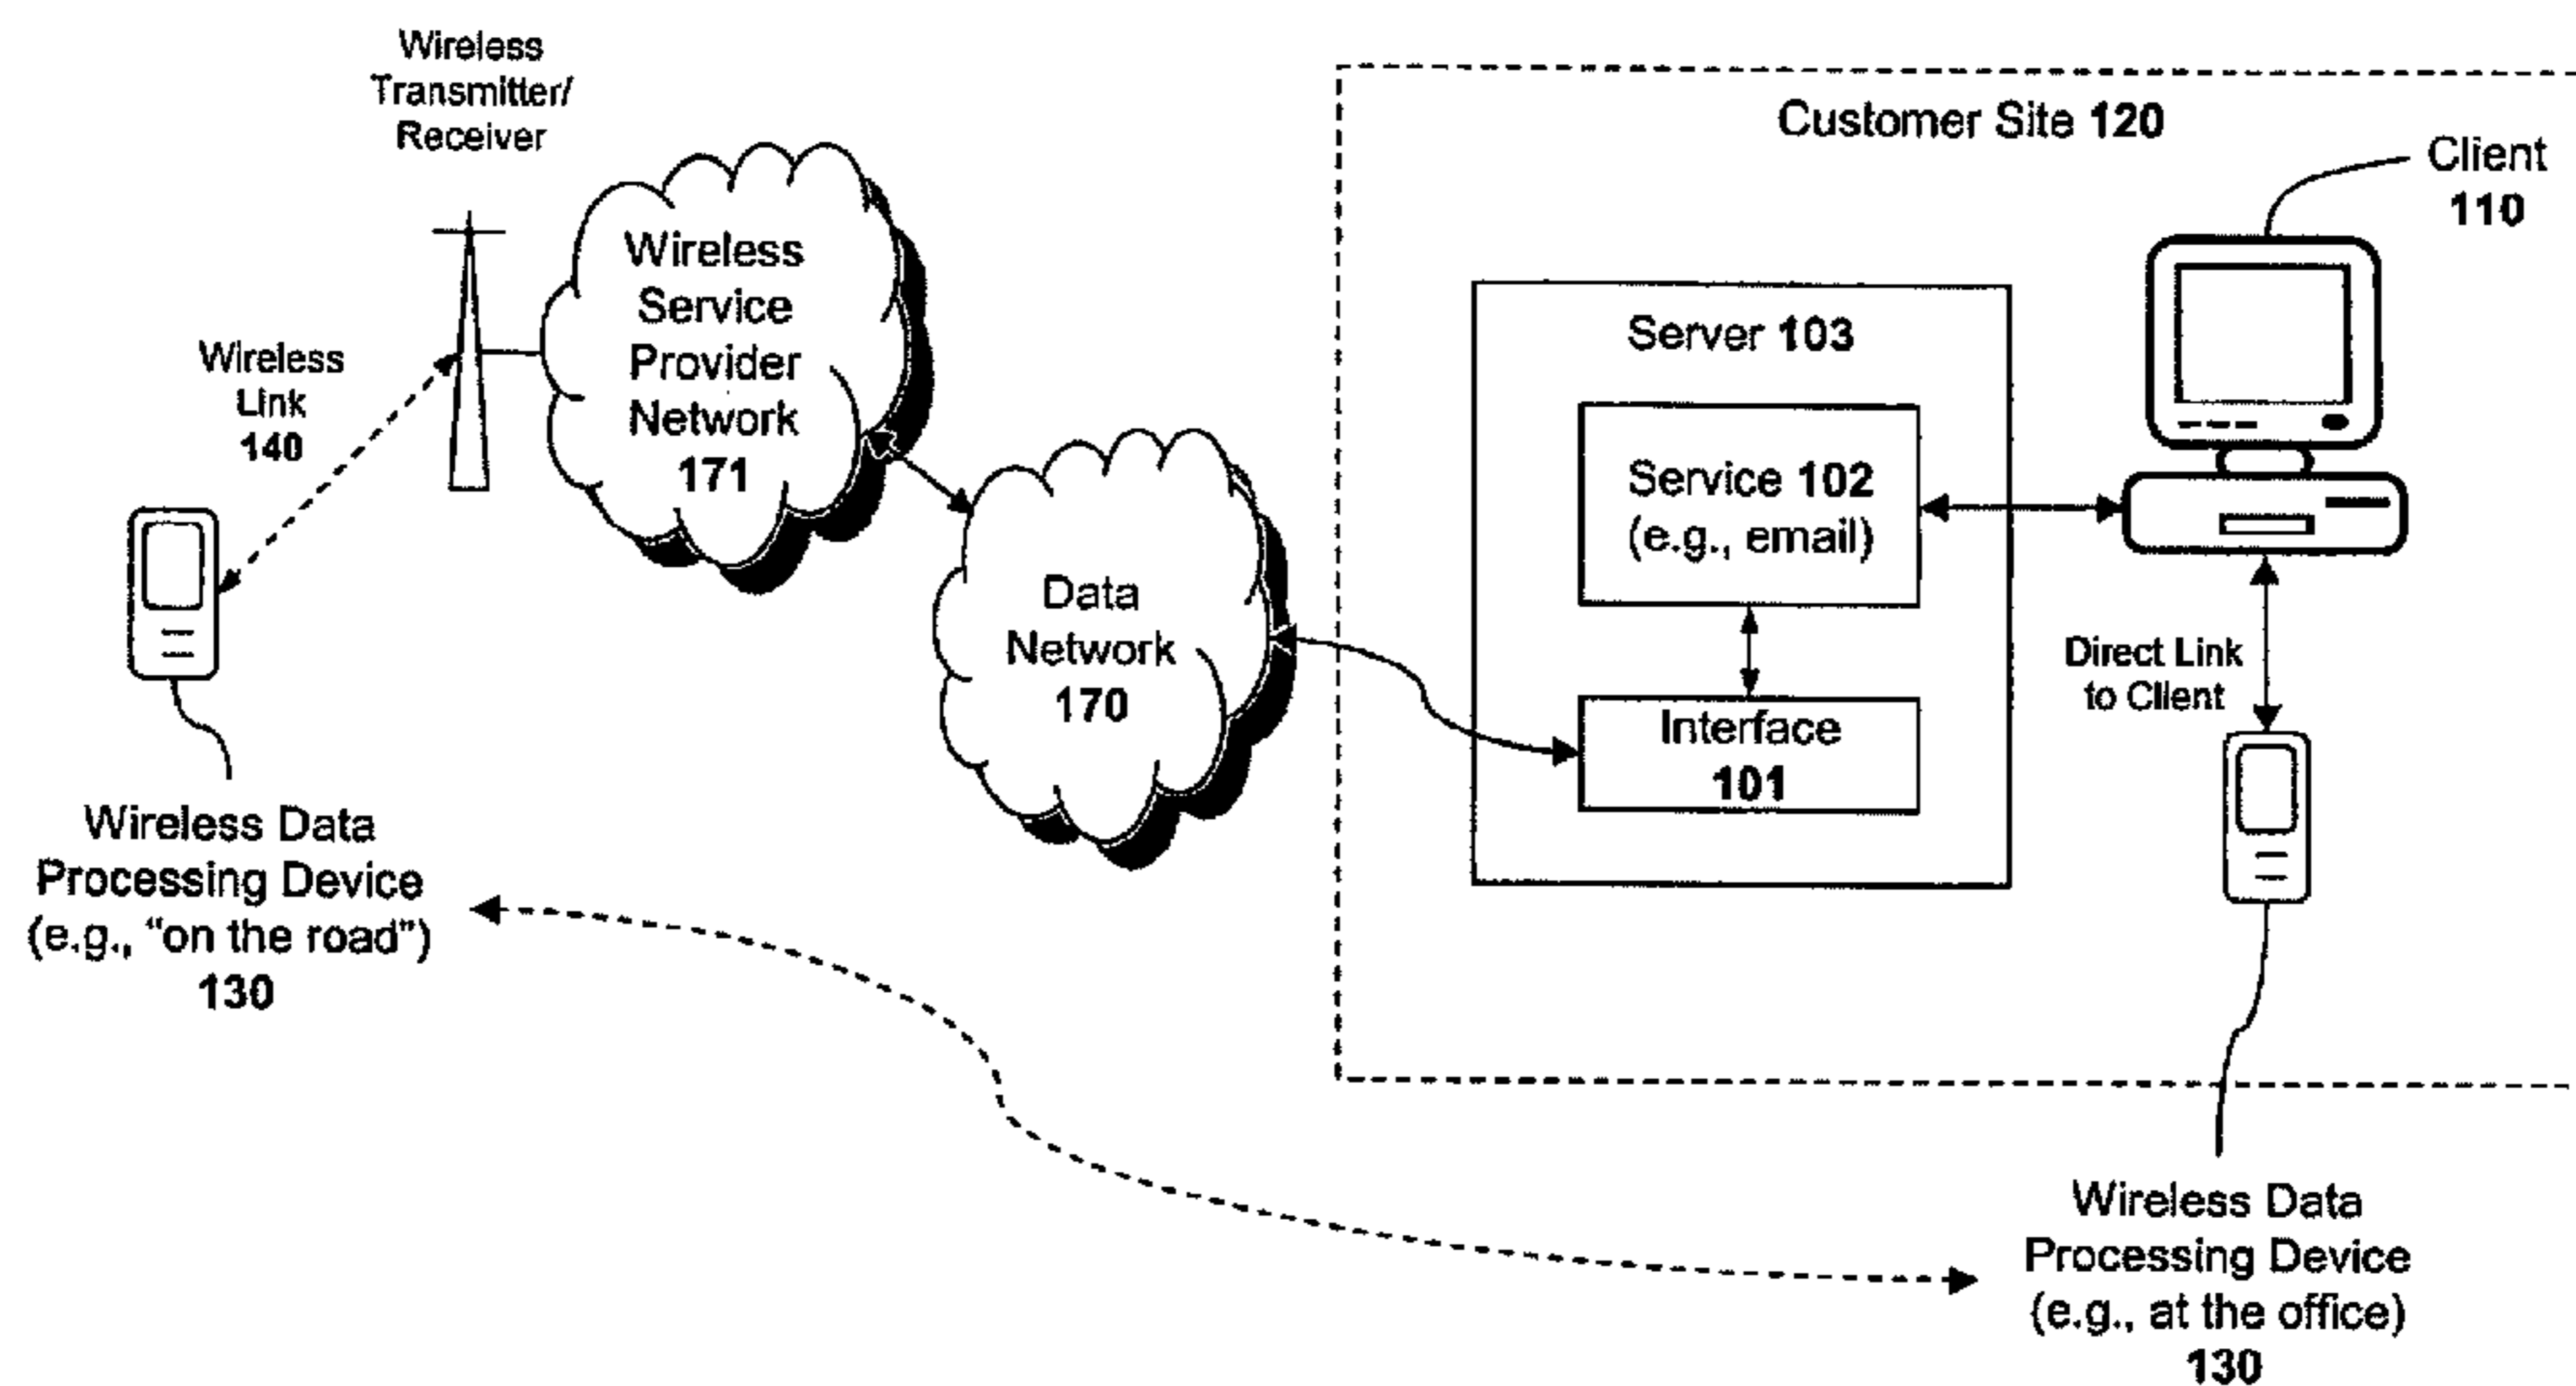 Wireless
Transmitter/
Receiver
Wireless
Service
Provider
Network
171
Wireless
Link
140
Data
Network
170
Wireless Data
Processing Device
(e.g., “on the road”)
130
Customer Site 120
Client
110
Server 103
Service 102
(e.g., email)
Interface
101
Direct Link
to Client
Wireless Data
Processing Device
(e.g., at the office)
130